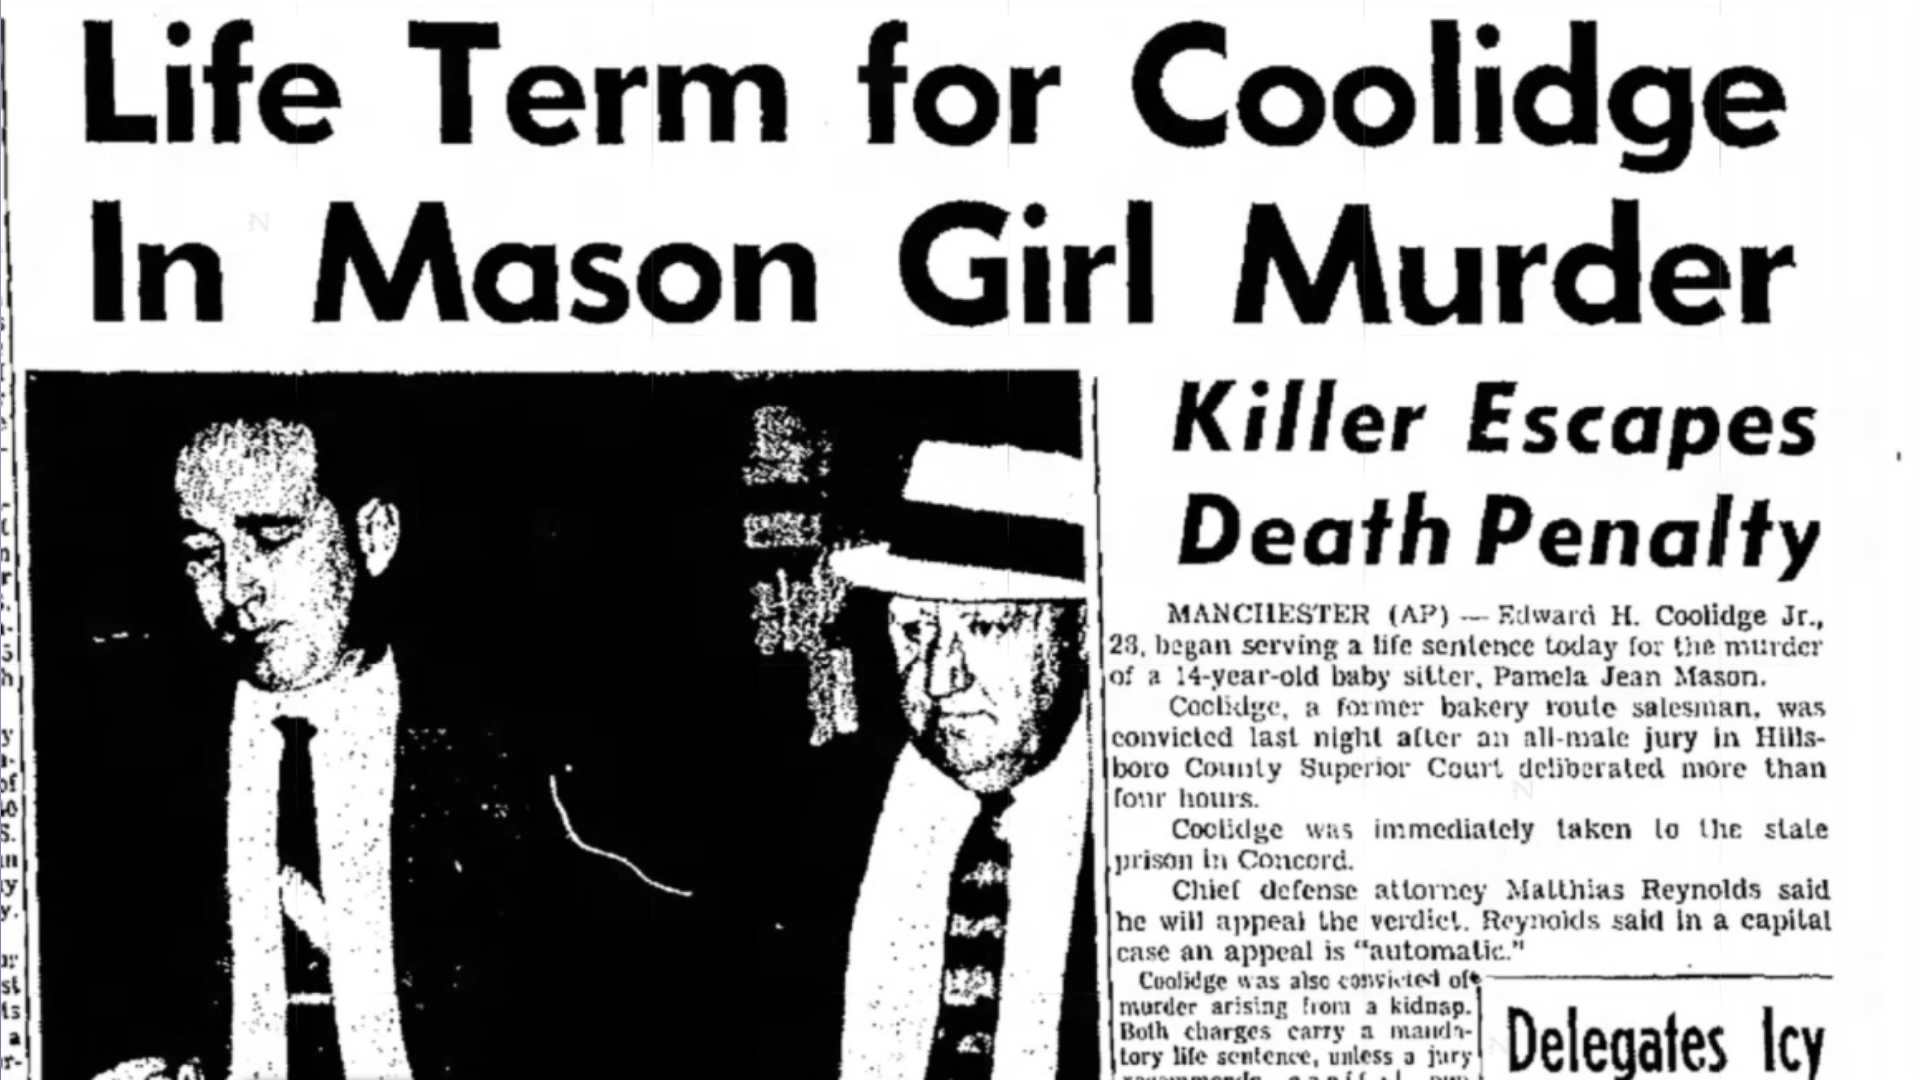 Life Term for Coolidge
In Mason Girl Murder
Killer Escapes
Death Penalty
MANCHESTER (AP) — Edward H. Coolidge Jr.,
28, began serving a life sentence today for the murder
of a 14-year-old baby sitter, Pamela Jean Mason.
Coolidge, a former bakery route salesman, was
convicted last night after an all-male jury in Hills-
boro County Superior Court deliberated more than
four hours.
Coolidge was immediately taken to the state
prison in Concord.
Chief defense attorney Matthias Reynolds said
he will appeal the verdict. Reynolds said in a capital
case an appeal is "automatic."
Coolidge was also convicted of
murder arising from a kidnap.
Both charges carry a manda-
tory life sentence, unless a jury
Delegates Icy